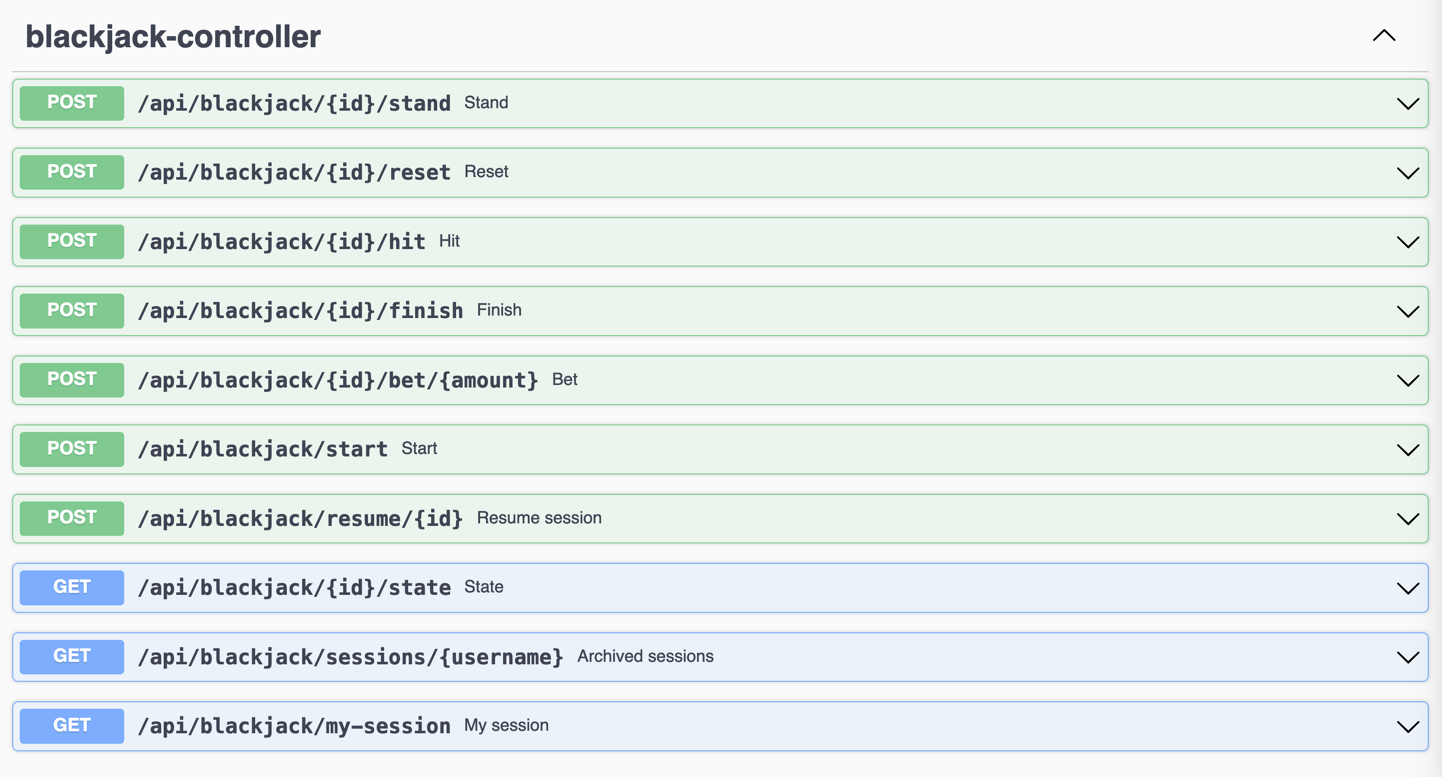 blackjack-controller
POST /api/blackjack/{id}/stand Stand
POST /api/blackjack/{id}/reset Reset
POST /api/blackjack/{id}/hit Hit
POST /api/blackjack/{id}/finish Finish
POST /api/blackjack/{id}/bet/{amount} Bet
POST /api/blackjack/start Start
POST /api/blackjack/resume/{id} Resume session
GET /api/blackjack/{id}/state State
GET /api/blackjack/sessions/{username} Archived sessions
GET /api/blackjack/my-session My session